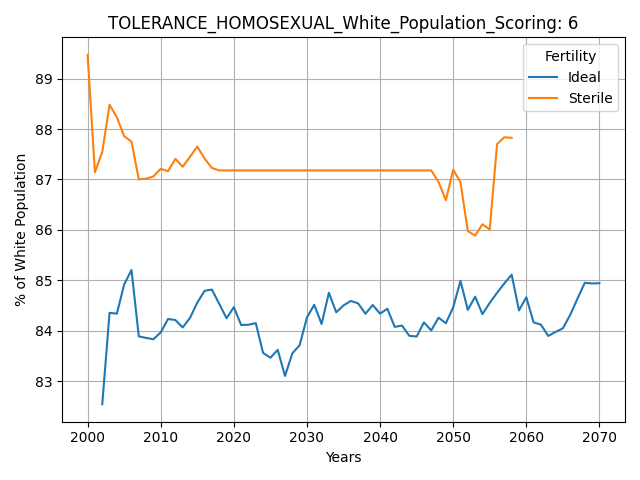 TOLERANCE_HOMOSEXUAL_White_Population_Scoring: 6
Fertility
Ideal
Sterile
% of White Population
89
88
87
86
85
84
83
2000 2010 2020 2030 2040 2050 2060 2070
Years